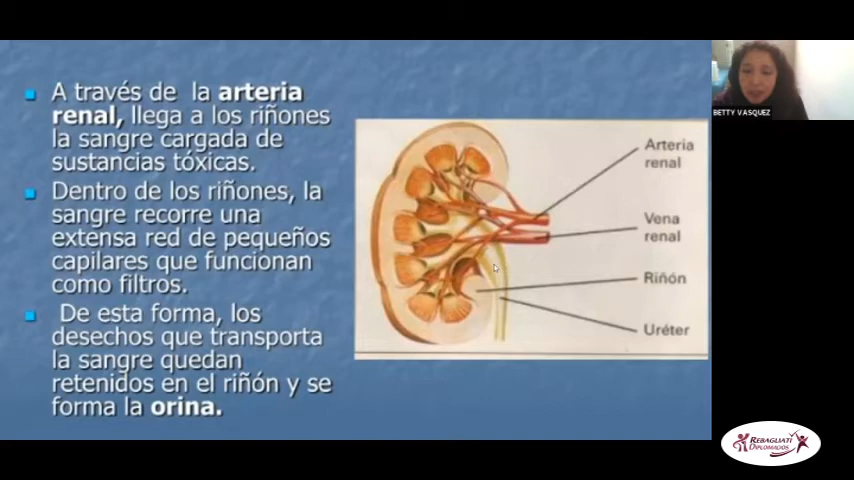 A través de la arteria
renal, llega a los riñones
la sangre cargada de
sustancias tóxicas.
Dentro de los riñones, la
sangre recorre una
extensa red de pequeños
capilares que funcionan
como filtros.
De esta forma, los
desechos que transporta
la sangre quedan
retenidos en el riñón y se
forma la orina.
Arteria
renal
Vena
renal
Riñón
Uréter
BETTY VASQUEZ
REBAGLIATI
DIPLOMADOS